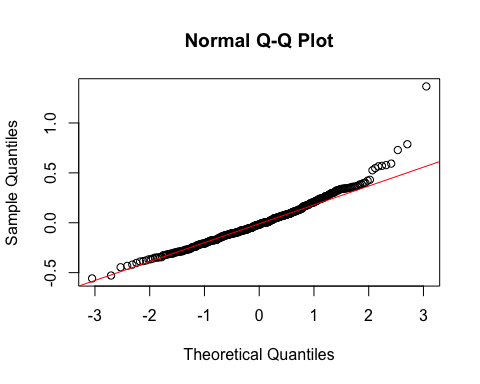 Normal Q-Q Plot
Sample Quantiles
1.0
0.5
0.0
-0.5
-3 -2 -1 0 1 2 3
Theoretical Quantiles